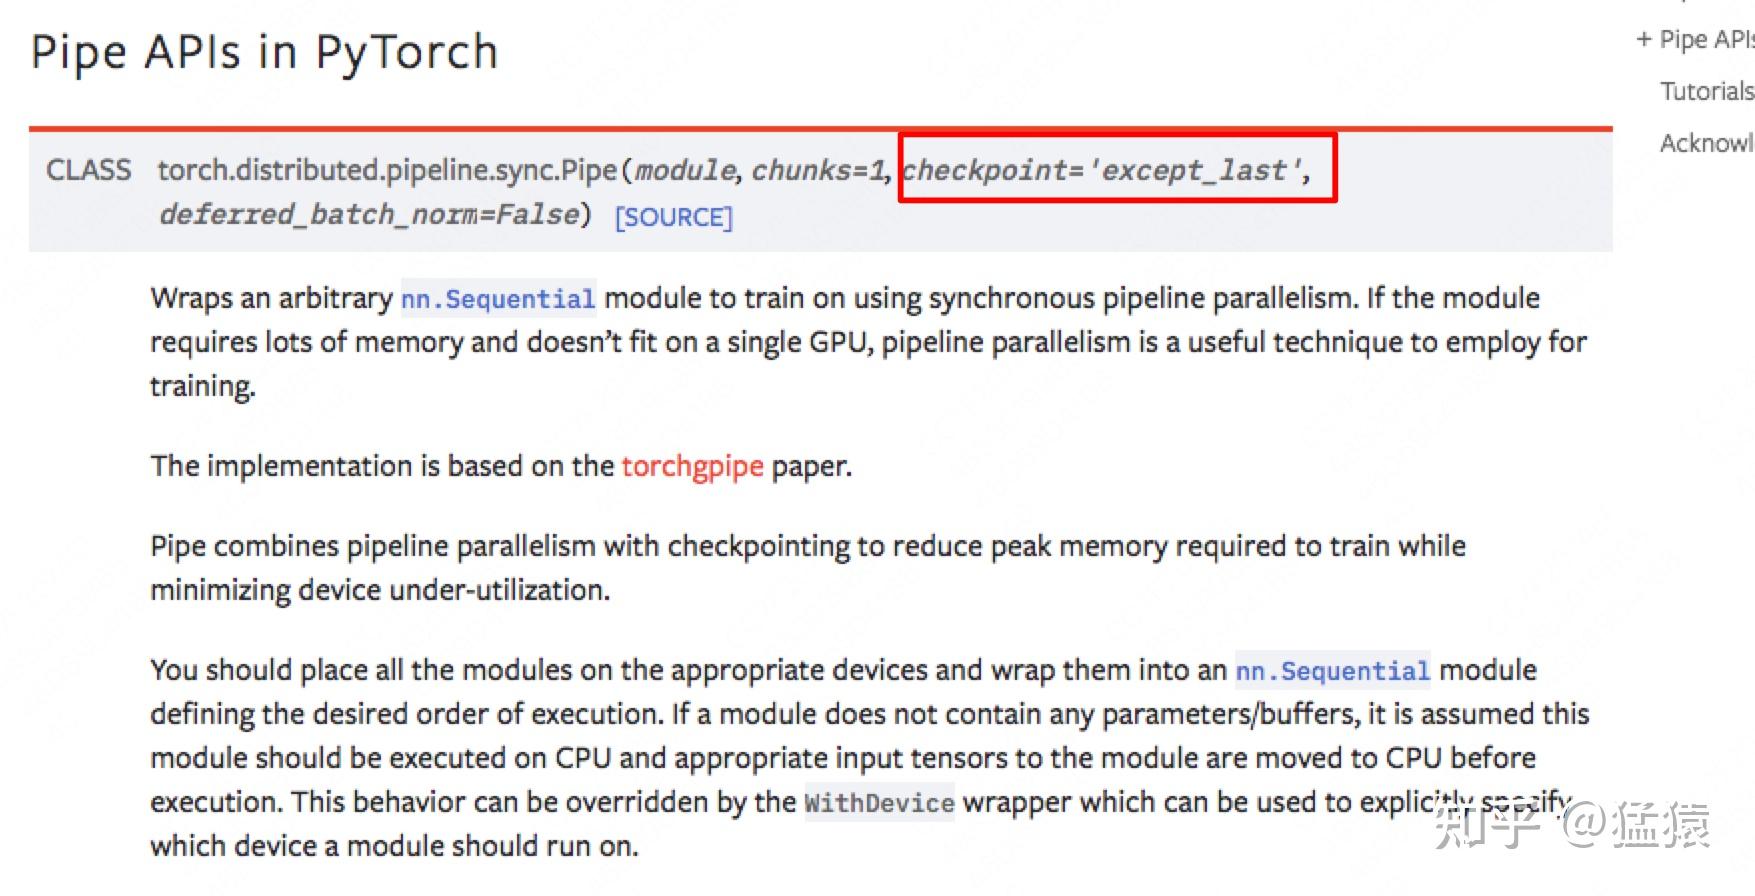 Pipe APIs in PyTorch
+ Pipe APIs
Tutorials
Acknowl
CLASS torch.distributed.pipeline.sync.Pipe(module, chunks=1, checkpoint='except_last',
deferred_batch_norm=False) [SOURCE]
Wraps an arbitrary nn.Sequential module to train on using synchronous pipeline parallelism. If the module
requires lots of memory and doesn’t fit on a single GPU, pipeline parallelism is a useful technique to employ for
training.
The implementation is based on the torchgpipe paper.
Pipe combines pipeline parallelism with checkpointing to reduce peak memory required to train while
minimizing device under-utilization.
You should place all the modules on the appropriate devices and wrap them into an nn.Sequential module
defining the desired order of execution. If a module does not contain any parameters/buffers, it is assumed this
module should be executed on CPU and appropriate input tensors to the module are moved to CPU before
execution. This behavior can be overridden by the WithDevice wrapper which can be used to explicitly specify
which device a module should run on.
知乎 @猛猿